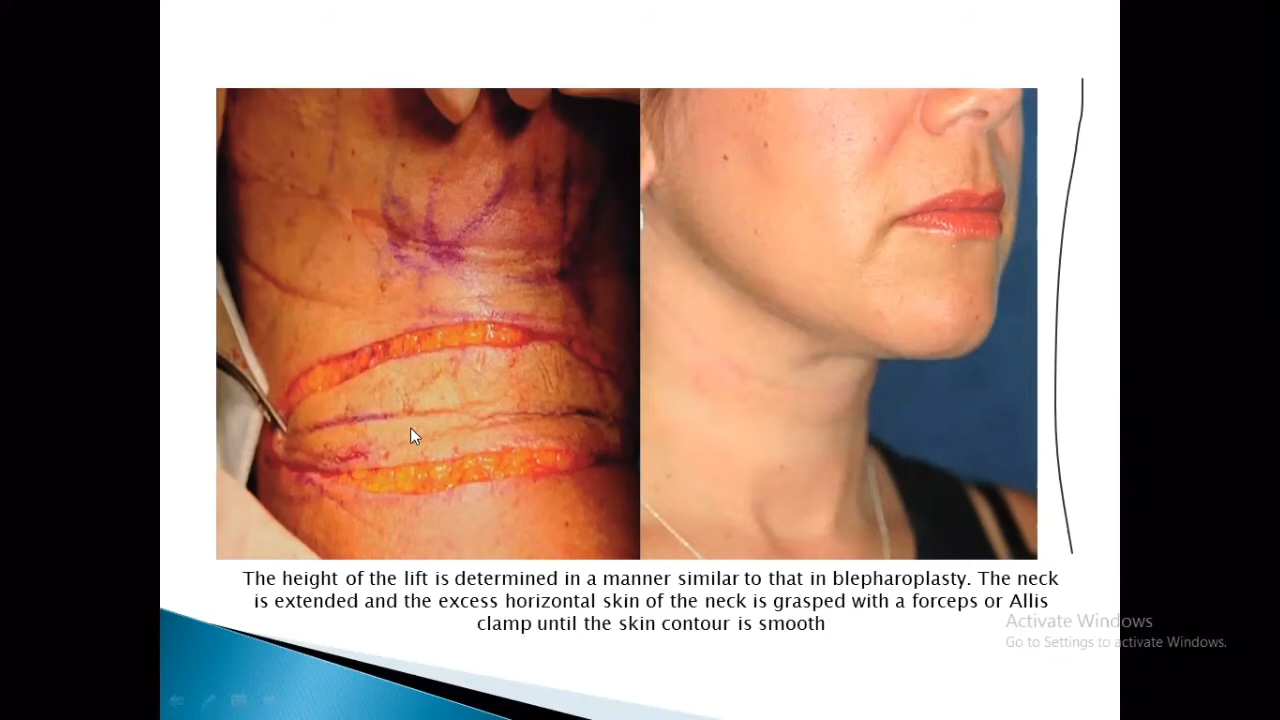 The height of the lift is determined in a manner similar to that in blepharoplasty. The neck
is extended and the excess horizontal skin of the neck is grasped with a forceps or Allis
clamp until the skin contour is smooth
Activate Windows
Go to Settings to activate Windows.